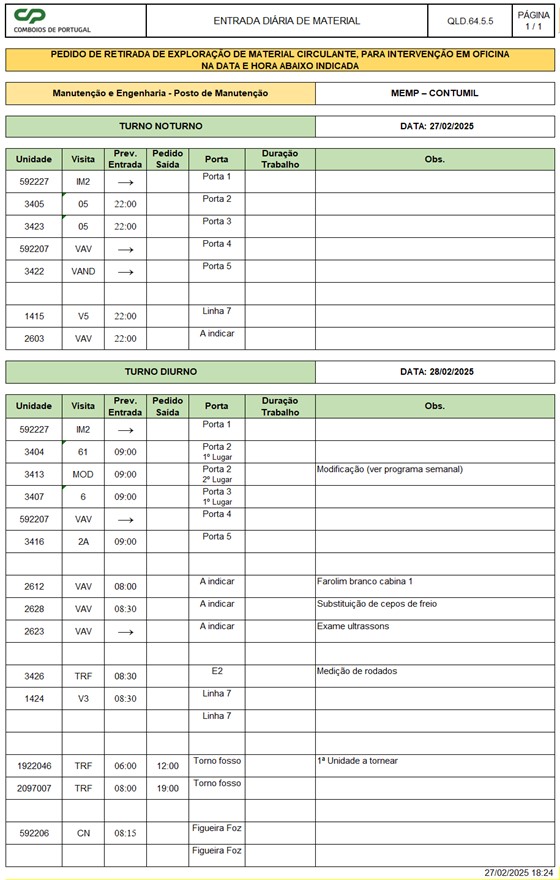 CP
COMBOIOS DE PORTUGAL
ENTRADA DIÁRIA DE MATERIAL
QLD.64.5.5
PÁGINA
1 / 1
PEDIDO DE RETIRADA DE EXPLORAÇÃO DE MATERIAL CIRCULANTE, PARA INTERVENÇÃO EM OFICINA
NA DATA E HORA ABAIXO INDICADA
Manutenção e Engenharia - Posto de Manutenção MEMP – CONTUMIL
TURNO NOTURNO DATA: 27/02/2025
Unidade Visita Prev. Entrada Pedido Saída Porta Duração Trabalho Obs.
592227 IM2 → Porta 1
3405 05 22:00 Porta 2
3423 05 22:00 Porta 3
592207 VAV → Porta 4
3422 VAND → Porta 5
1415 V5 22:00 Linha 7
2603 VAV 22:00 A indicar
TURNO DIURNO DATA: 28/02/2025
Unidade Visita Prev. Entrada Pedido Saída Porta Duração Trabalho Obs.
592227 IM2 → Porta 1
3404 61 09:00 Porta 2 1º Lugar
3413 MOD 09:00 Porta 2 2º Lugar Modificação (ver programa semanal)
3407 6 09:00 Porta 3 1º Lugar
592207 VAV → Porta 4
3416 2A 09:00 Porta 5
2612 VAV 08:00 A indicar Farolim branco cabina 1
2628 VAV 08:30 A indicar Substituição de cepos de freio
2623 VAV → A indicar Exame ultrassons
3426 TRF 08:30 E2 Medição de rodados
1424 V3 08:30 Linha 7
Linha 7
1922046 TRF 06:00 12:00 Torno fosso 1ª Unidade a tornear
2097007 TRF 08:00 19:00 Torno fosso
592206 CN 08:15 Figueira Foz
Figueira Foz
27/02/2025 18:24